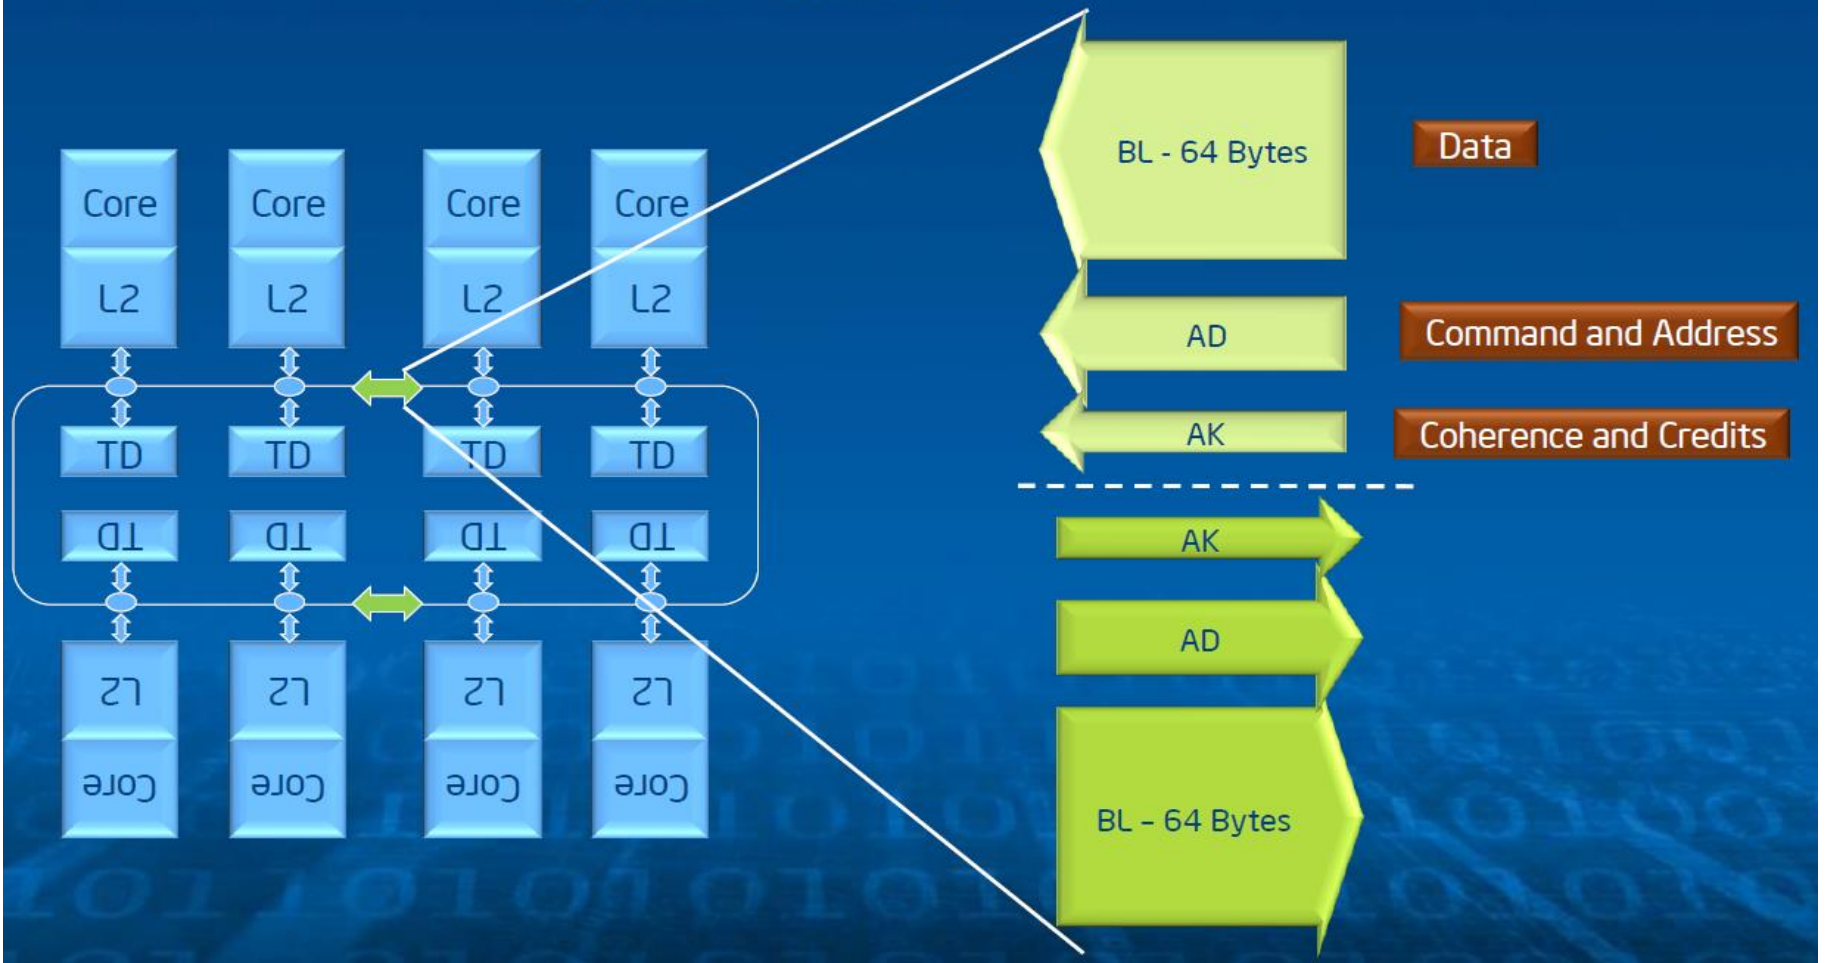 Core Core Core Core
L2 L2 L2 L2
TD TD TD TD
TD TD TD TD
L2 L2 L2 L2
Core Core Core Core
BL - 64 Bytes
Data
AD
Command and Address
AK
Coherence and Credits
AK
AD
BL – 64 Bytes